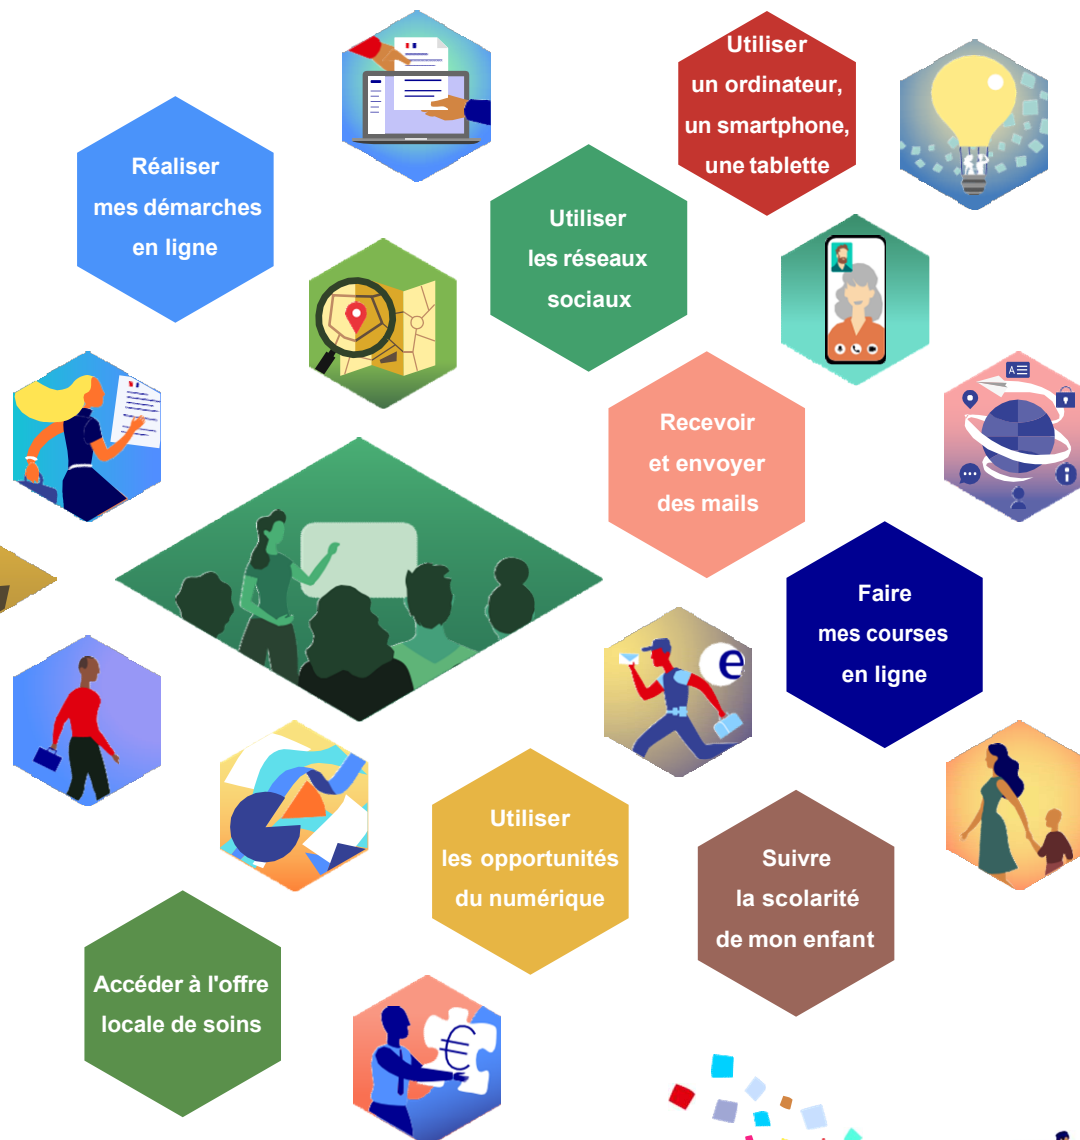 Utiliser
un ordinateur,
un smartphone,
une tablette
Réaliser
mes démarches
en ligne
Utiliser
les réseaux
sociaux
Recevoir
et envoyer
des mails
A
i
Faire
mes courses
en ligne
e
Utiliser
les opportunités
du numérique
Suivre
la scolarité
de mon enfant
Accéder à l'offre
locale de soins
€